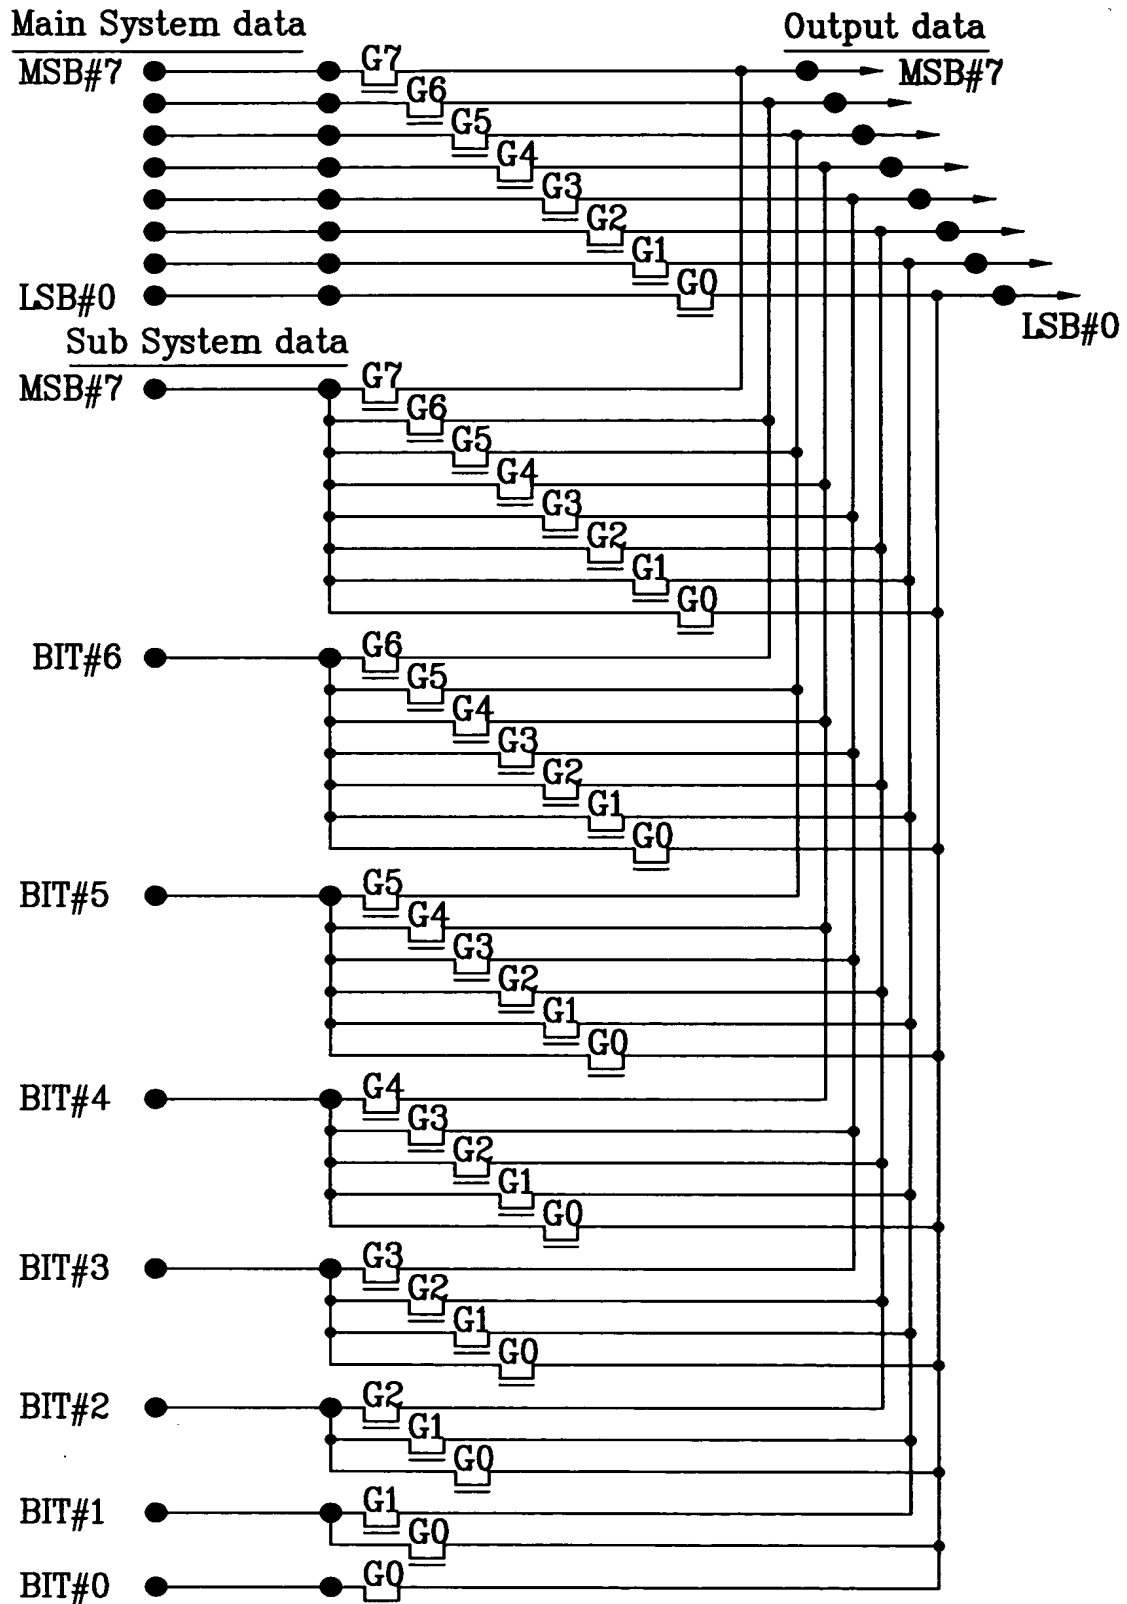 Main System data
Output data
MSB#7
G7
MSB#7
G6
G5
G4
G3
G2
G1
LSB#0
G0
LSB#0
Sub System data
MSB#7
G7
G6
G5
G4
G3
G2
G1
G0
BIT#6
G6
G5
G4
G3
G2
G1
G0
BIT#5
G5
G4
G3
G2
G1
G0
BIT#4
G4
G3
G2
G1
G0
BIT#3
G3
G2
G1
G0
BIT#2
G2
G1
G0
BIT#1
G1
G0
BIT#0
G0